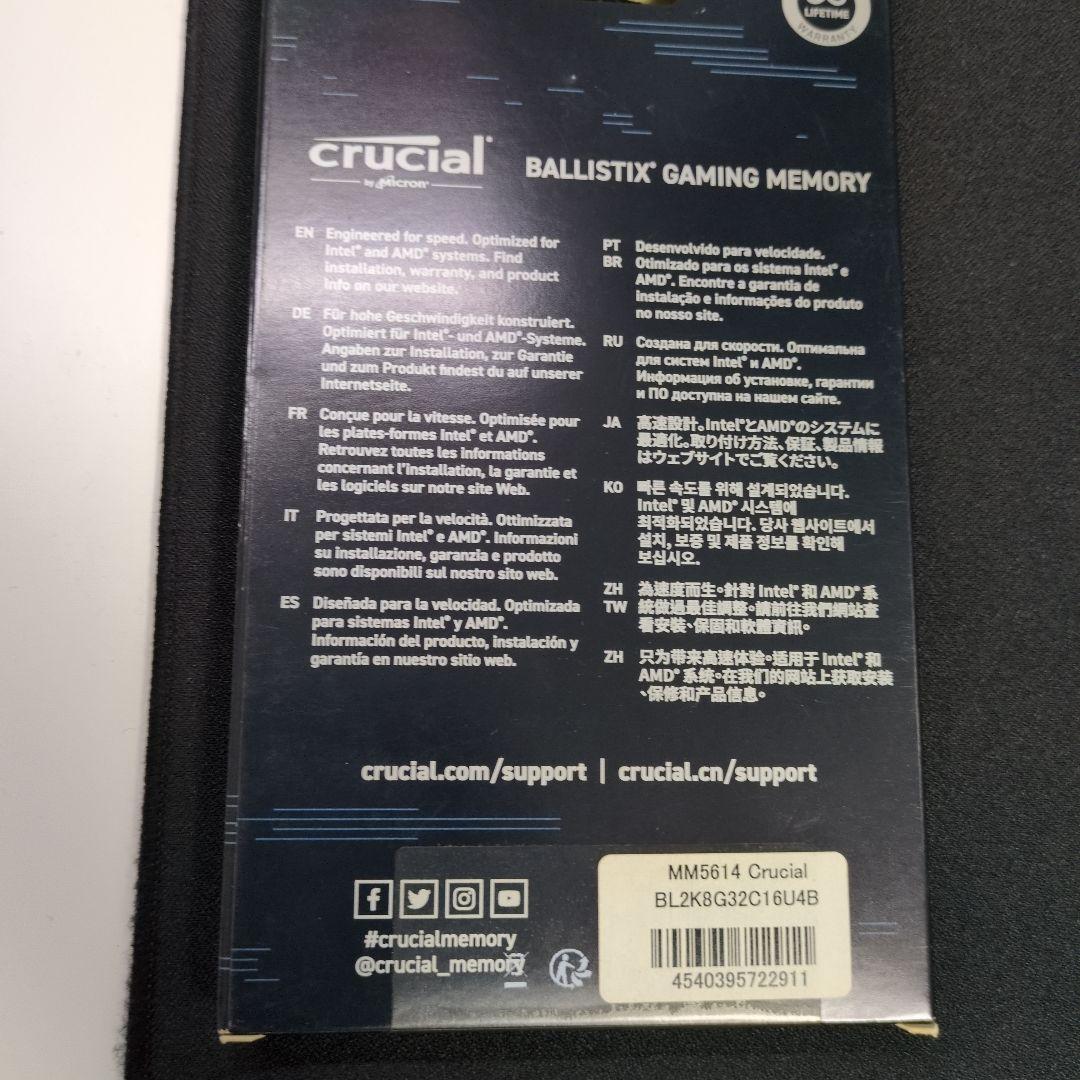 LIFETIME
WARRANTY
crucial®
by Micron®
BALLISTIX® GAMING MEMORY
EN Engineered for speed. Optimized for
Intel® and AMD® systems. Find
installation, warranty, and product
info on our website.
DE Für hohe Geschwindigkeit konstruiert.
Optimiert für Intel®- und AMD®-Systeme.
Angaben zur Installation, zur Garantie
und zum Produkt findest du auf unserer
Internetseite.
FR Conçue pour la vitesse. Optimisée pour
les plates-formes Intel® et AMD®.
Retrouvez toutes les informations
concernant l'installation, la garantie et
les logiciels sur notre site Web.
IT Progettata per la velocità. Ottimizzata
per sistemi Intel® e AMD®. Informazioni
su installazione, garanzia e prodotto
sono disponibili sul nostro sito web.
ES Diseñada para la velocidad. Optimizada
para sistemas Intel® y AMD®.
Información del producto, instalación y
garantía en nuestro sitio web.
PT Desenvolvido para velocidade.
BR Otimizado para os sistema Intel® e
AMD®. Encontre a garantia de
instalação e informações do produto
no nosso site.
RU Создана для скорости. Оптимальна
для систем Intel® и AMD®.
Информация об установке, гарантии
и ПО доступна на нашем сайте.
JA 高速設計。Intel®とAMD®のシステムに
最適化。取り付け方法、保証、製品情報
はウェブサイトでご覧ください。
KO 빠른 속도를 위해 설계되었습니다.
Intel® 및 AMD® 시스템에
최적화되었습니다. 당사 웹사이트에서
설치, 보증 및 제품 정보를 확인해
보십시오.
ZH 為速度而生。針對 Intel® 和 AMD® 系
TW 統做過最佳調整。請前往我們網站查
看安裝、保固和軟體資訊。
ZH 只为带来高速体验。适用于 Intel® 和
AMD® 系统。在我们的网站上获取安装
、保修和产品信息。
crucial.com/support | crucial.cn/support
#crucialmemory
@crucial_memory
MM5614 Crucial
BL2K8G32C16U4B
4540395722911